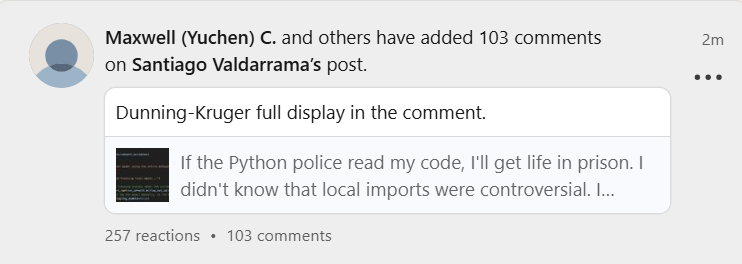 Maxwell (Yuchen) C. and others have added 103 comments
on Santiago Valdarrama's post.
2m
Dunning-Kruger full display in the comment.
If the Python police read my code, I'll get life in prison. I
didn't know that local imports were controversial. I...
257 reactions • 103 comments